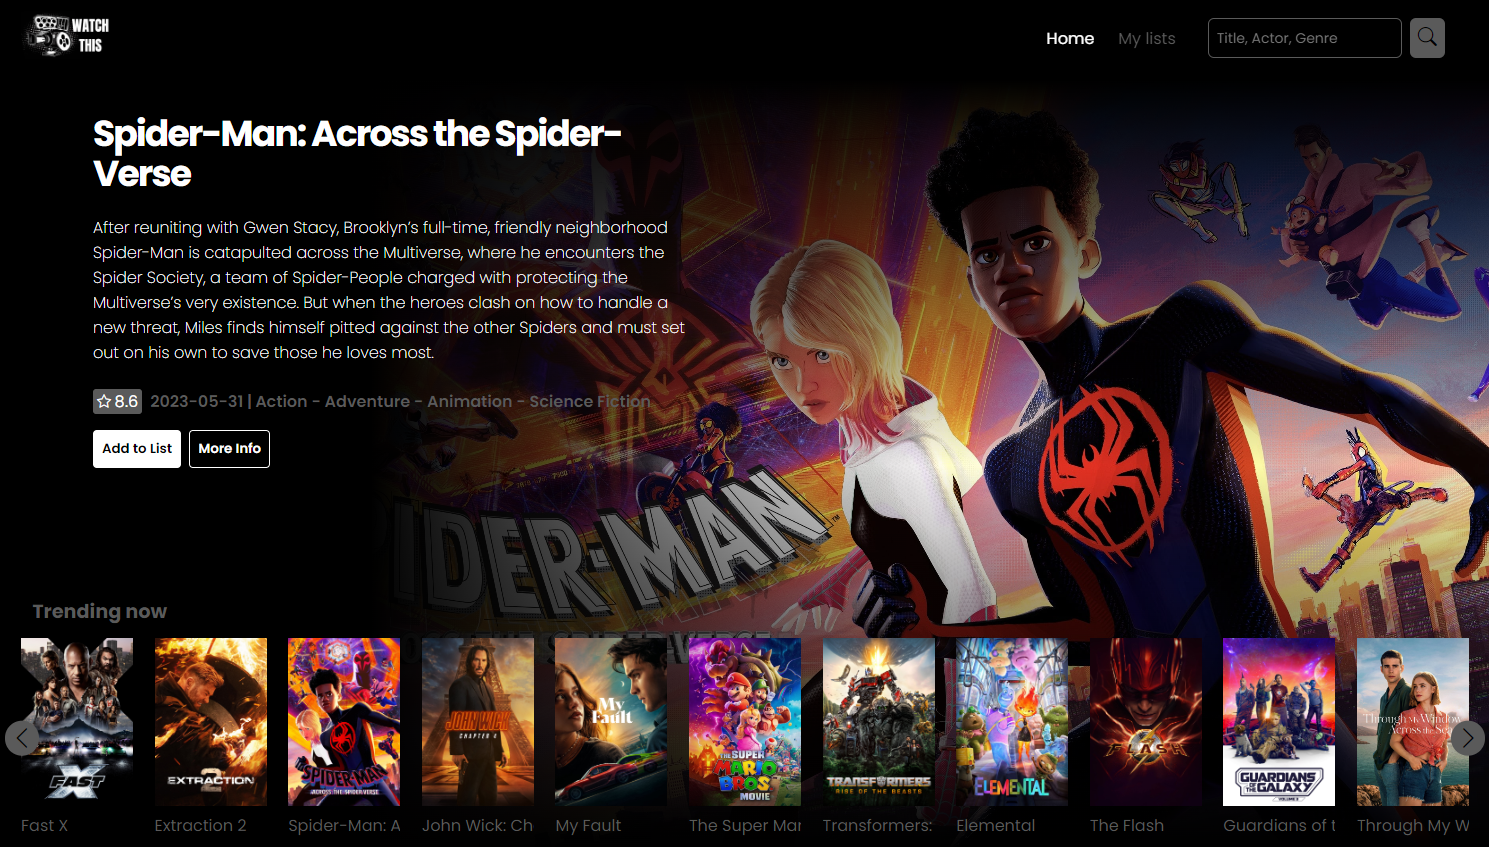 WATCH
THIS
Home
My lists
Title, Actor, Genre
Spider-Man: Across the Spider-
Verse
After reuniting with Gwen Stacy, Brooklyn’s full-time, friendly neighborhood
Spider-Man is catapulted across the Multiverse, where he encounters the
Spider Society, a team of Spider-People charged with protecting the
Multiverse’s very existence. But when the heroes clash on how to handle a
new threat, Miles finds himself pitted against the other Spiders and must set
out on his own to save those he loves most.
8.6 2023-05-31 | Action - Adventure - Animation - Science Fiction
Add to List
More Info
IDER-MAN™
Trending now
FAST X
EXTRACTION 2
SPIDER-MAN
ACROSS THE SPIDER-VERSE
JOHN WICK
CHAPTER 4
My
Fault
THE SUPER
MARIO
BROS
MOVIE
TRANSFORMERS
RISE OF THE BEASTS
ELEMENTAL
FLASH
GUARDIANS
OF THE
GALAXY
VOLUME 3
Through My Window
Across the Sea
Fast X
Extraction 2
Spider-Man: A
John Wick: Ch
My Fault
The Super Mar
Transformers:
Elemental
The Flash
Guardians of t
Through My W